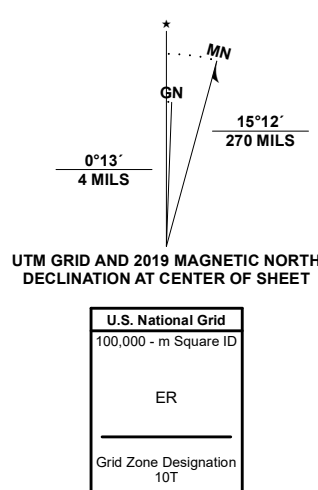 ★
MN
GN
15°12´
270 MILS
0°13´
4 MILS
UTM GRID AND 2019 MAGNETIC NORTH
DECLINATION AT CENTER OF SHEET
U.S. National Grid
100,000 - m Square ID
ER
Grid Zone Designation
10T